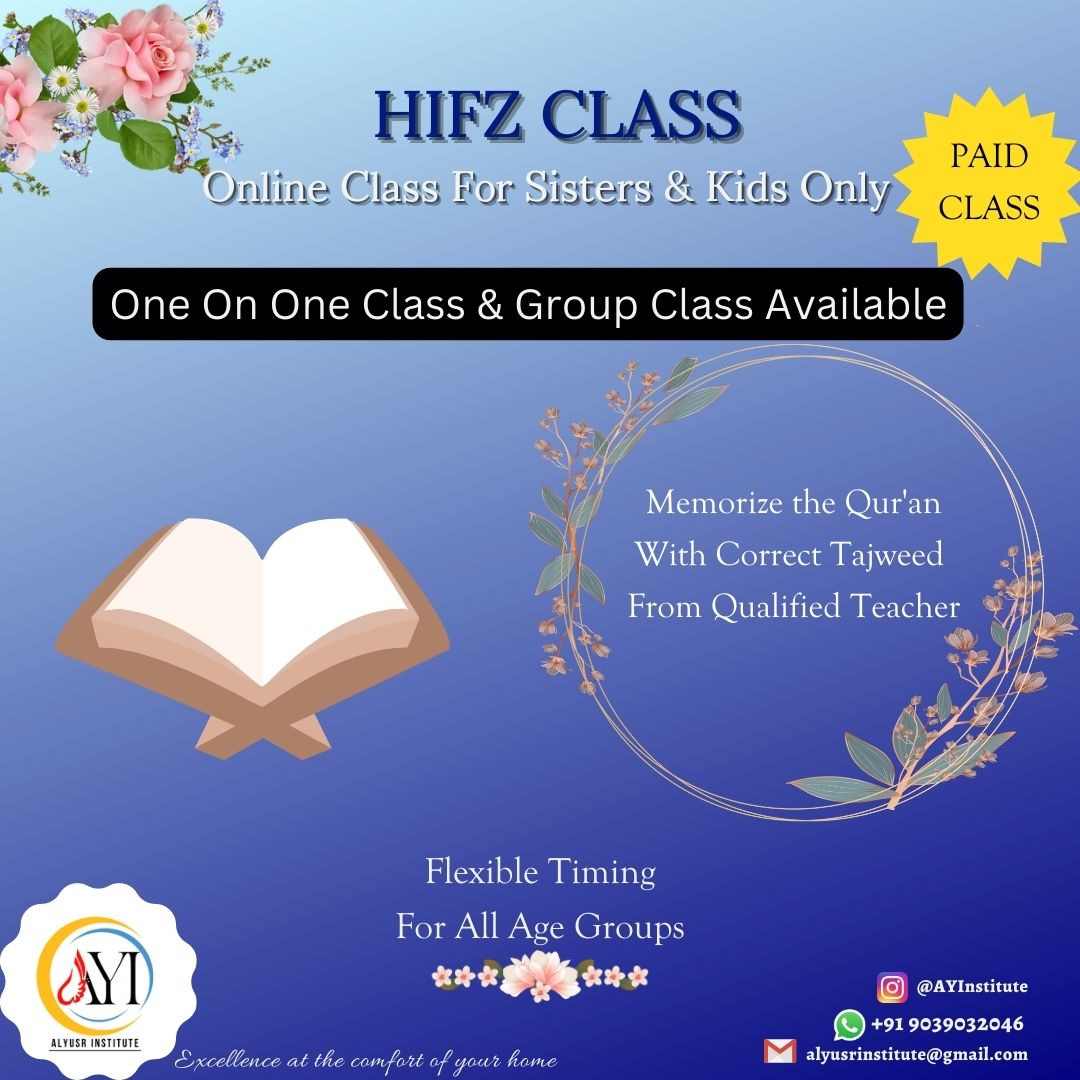 HIFZ CLASS
Online Class For Sisters & Kids Only
PAID
CLASS
One On One Class & Group Class Available
Memorize the Qur'an
With Correct Tajweed
From Qualified Teacher
Flexible Timing
For All Age Groups
AYI
ALYUSR INSTITUTE
Excellence at the comfort of your home
@AYInstitute
+91 9039032046
alyusrinstitute@gmail.com